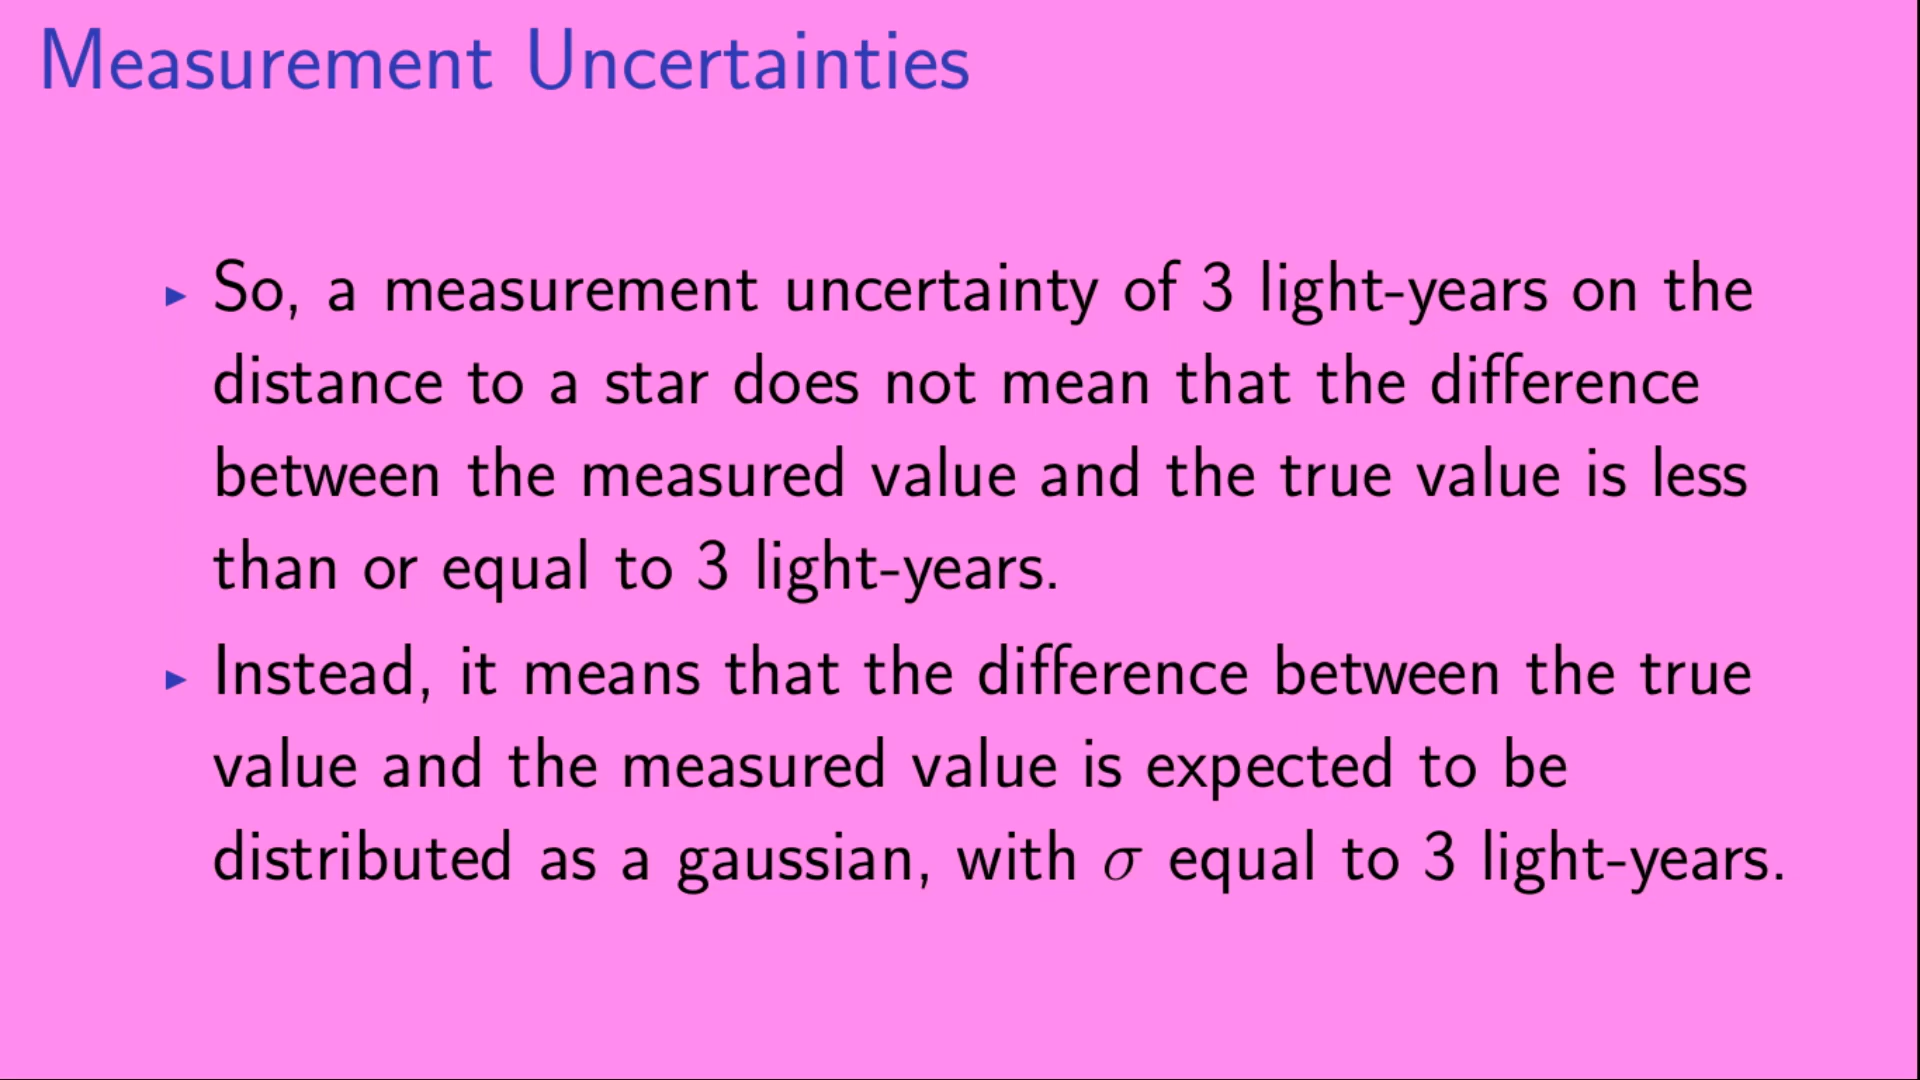 Measurement Uncertainties
▸ So, a measurement uncertainty of 3 light-years on the
distance to a star does not mean that the difference
between the measured value and the true value is less
than or equal to 3 light-years.
▸ Instead, it means that the difference between the true
value and the measured value is expected to be
distributed as a gaussian, with σ equal to 3 light-years.